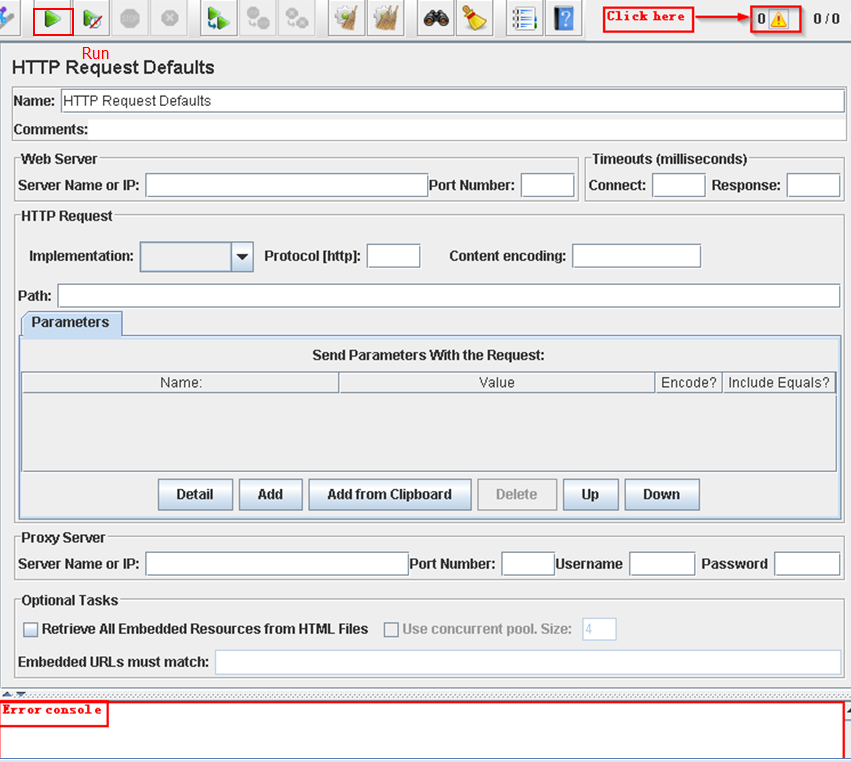 Click here
0
0 / 0
Run
HTTP Request Defaults
Name: HTTP Request Defaults
Comments:
Web Server
Timeouts (milliseconds)
Server Name or IP: Port Number: Connect: Response:
HTTP Request
Implementation: Protocol [http]: Content encoding:
Path:
Parameters
Send Parameters With the Request:
Name: Value Encode? Include Equals?
Detail Add Add from Clipboard Delete Up Down
Proxy Server
Server Name or IP: Port Number: Username Password
Optional Tasks
Retrieve All Embedded Resources from HTML Files Use concurrent pool. Size: 4
Embedded URLs must match:
Error console